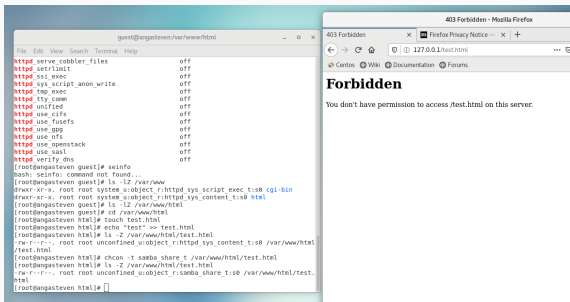 guest@angasteven:/var/www/html
File Edit View Search Terminal Help
httpd_serve_cobbler_files off
httpd_setrlimit off
httpd_ssi_exec off
httpd_sys_script_anon_write off
httpd_tmp_exec off
httpd_tty_comm off
httpd_unified off
httpd_use_cifs off
httpd_use_fusefs off
httpd_use_gpg off
httpd_use_nfs off
httpd_use_openstack off
httpd_use_sasl off
httpd_verify_dns off
[root@angasteven guest]# seinfo
bash: seinfo: command not found...
[root@angasteven guest]# ls -lZ /var/www
drwxr-xr-x. root root system_u:object_r:httpd_sys_script_exec_t:s0 cgi-bin
drwxr-xr-x. root root system_u:object_r:httpd_sys_content_t:s0 html
[root@angasteven guest]# ls -lZ /var/www/html
[root@angasteven guest]# cd /var/www/html
[root@angasteven html]# touch test.html
[root@angasteven html]# echo "test" >> test.html
[root@angasteven html]# ls -Z /var/www/html/test.html
-rw-r--r--. root root unconfined_u:object_r:httpd_sys_content_t:s0 /var/www/html
/test.html
[root@angasteven html]# chcon -t samba_share_t /var/www/html/test.html
[root@angasteven html]# ls -Z /var/www/html/test.html
-rw-r--r--. root root unconfined_u:object_r:samba_share_t:s0 /var/www/html/test.
html
[root@angasteven html]#
403 Forbidden - Mozilla Firefox
403 Forbidden
Firefox Privacy Notice —
127.0.0.1/test.html
Centos Wiki Documentation Forums
Forbidden
You don't have permission to access /test.html on this server.